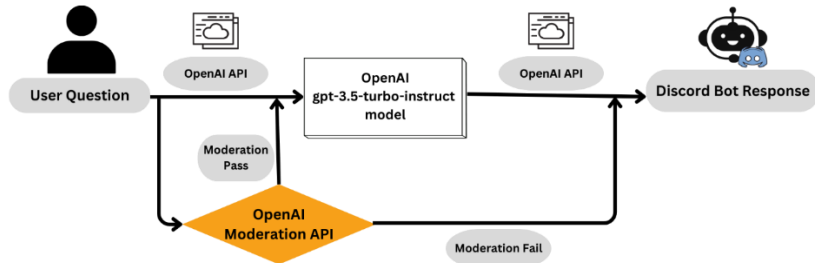 OpenAI API
OpenAI API
User Question
OpenAI
gpt-3.5-turbo-instruct
model
Discord Bot Response
Moderation
Pass
OpenAI
Moderation API
Moderation Fail